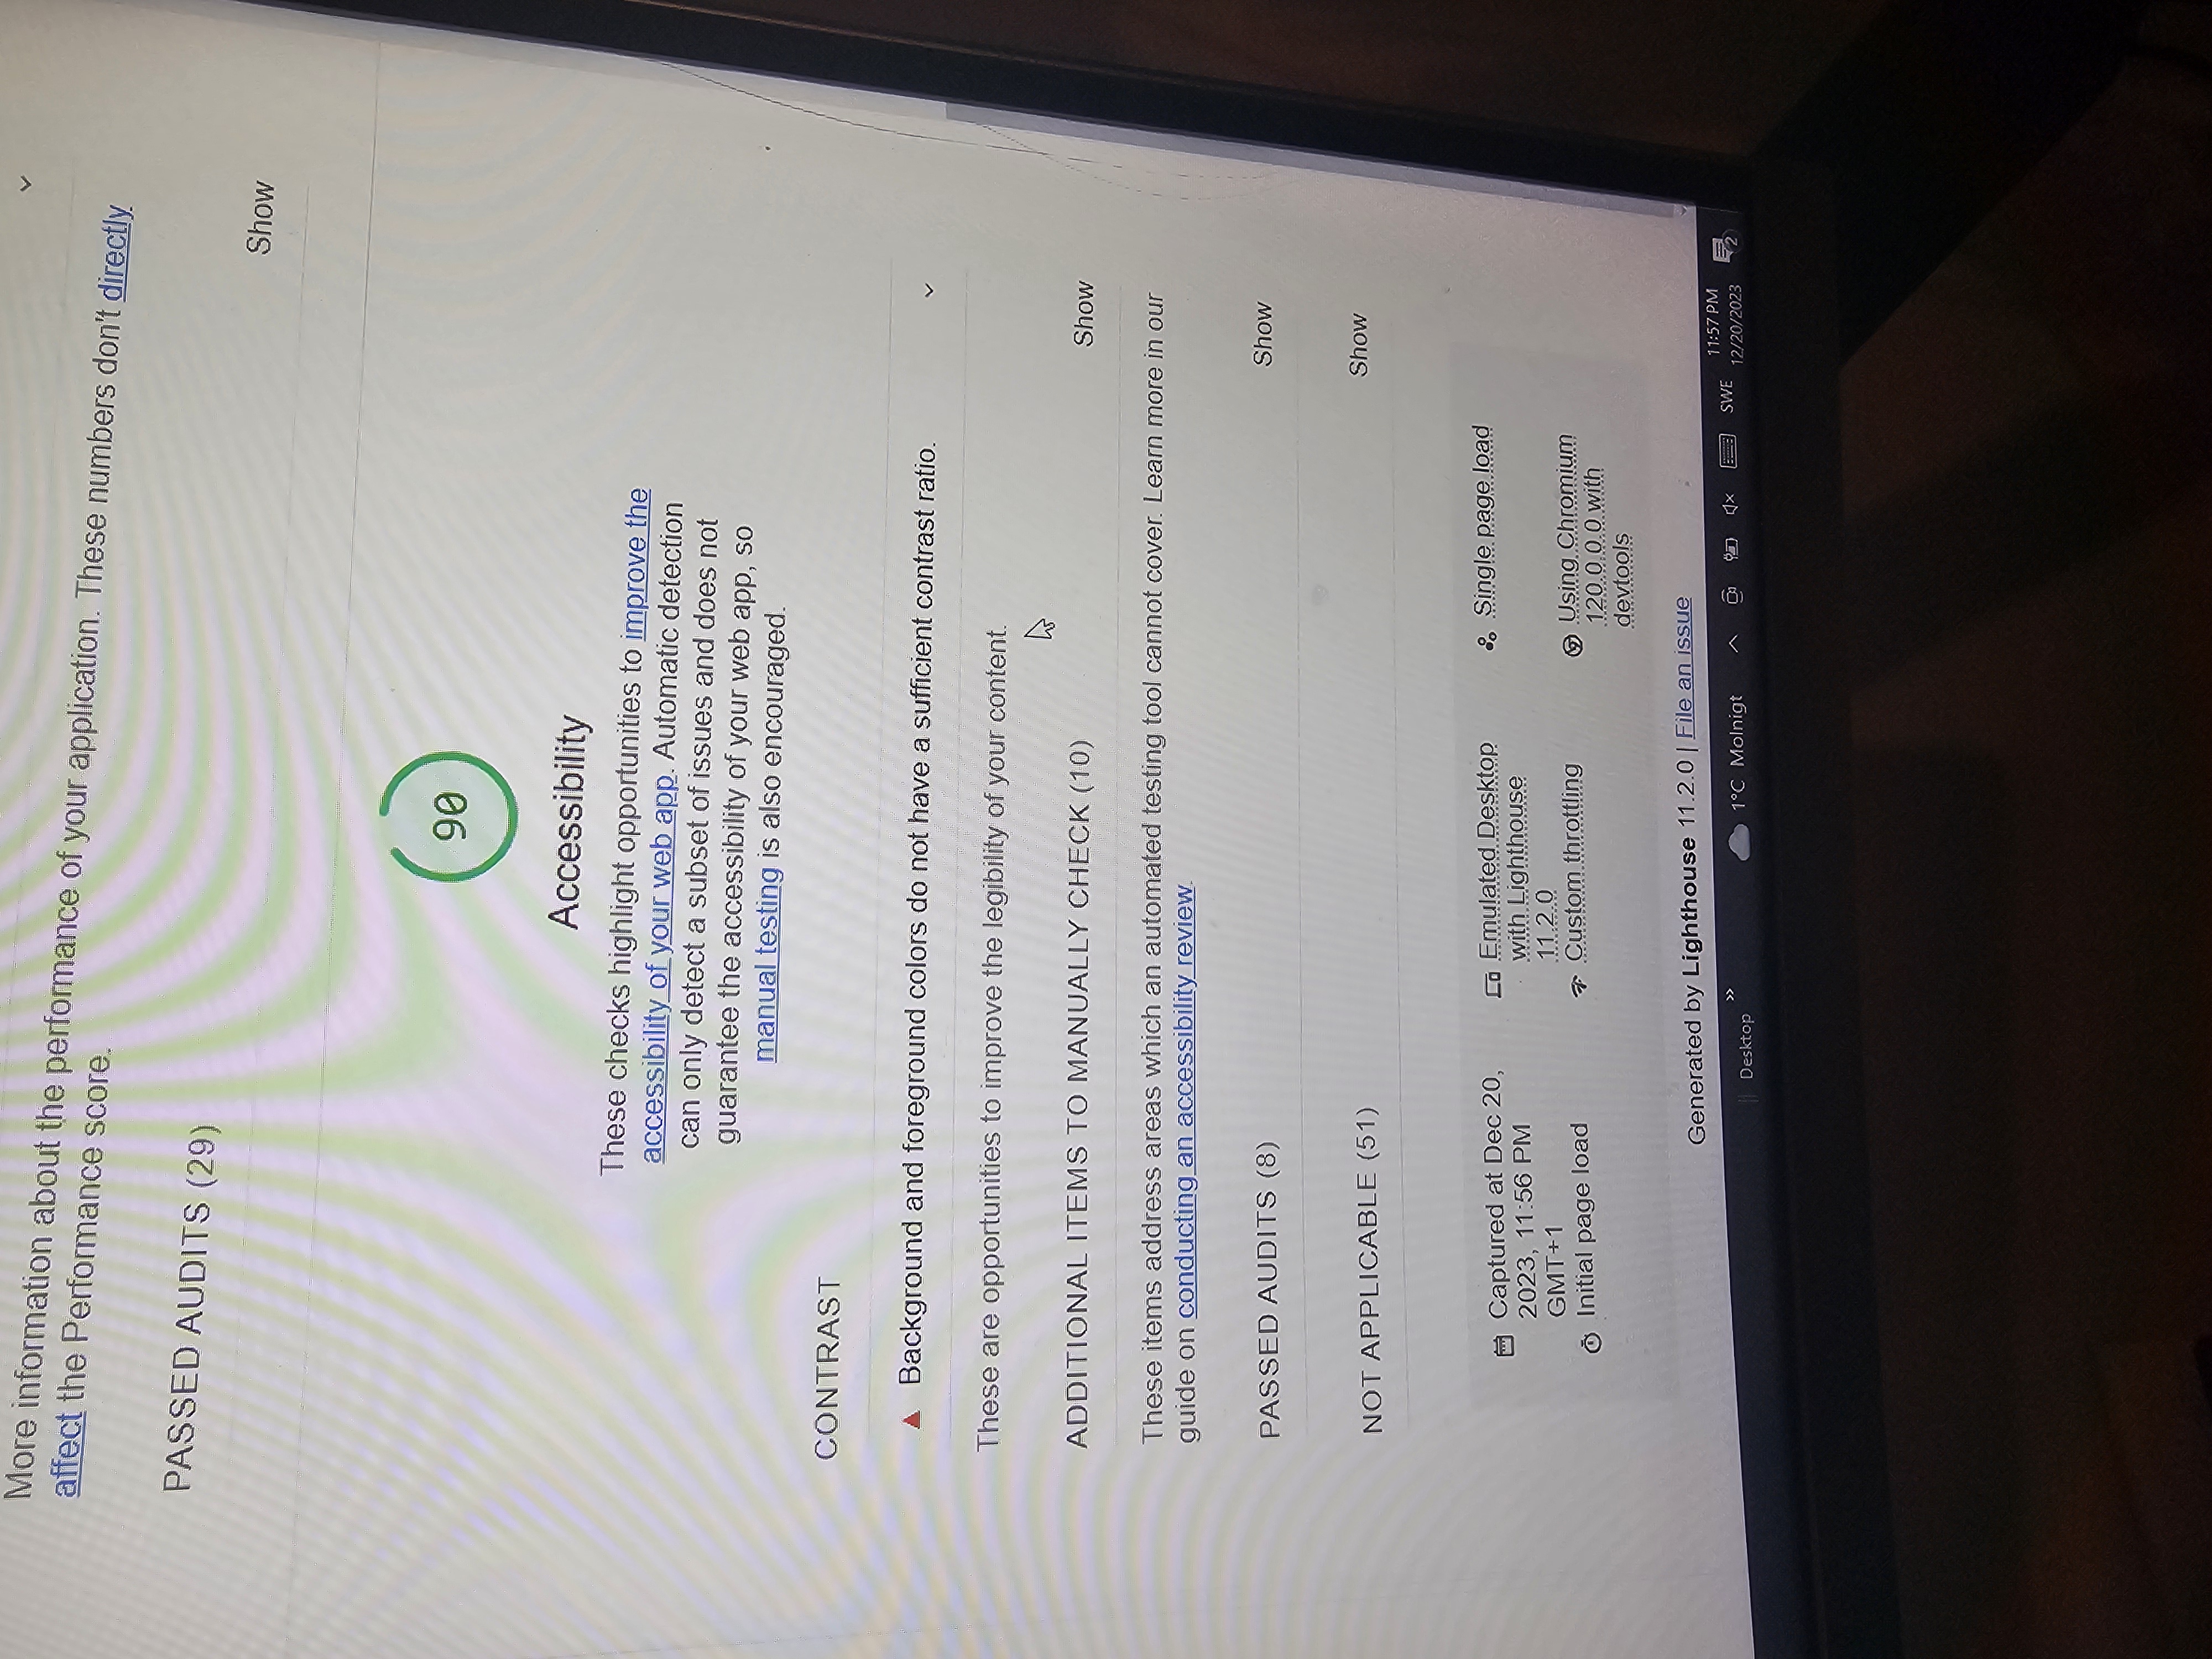 More information about the performance of your application. These numbers don't directly
affect the Performance score.
PASSED AUDITS (29)
Show
90
Accessibility
These checks highlight opportunities to improve the
accessibility of your web app. Automatic detection
can only detect a subset of issues and does not
guarantee the accessibility of your web app, so
manual testing is also encouraged.
CONTRAST
Background and foreground colors do not have a sufficient contrast ratio.
These are opportunities to improve the legibility of your content.
ADDITIONAL ITEMS TO MANUALLY CHECK (10)
Show
These items address areas which an automated testing tool cannot cover. Learn more in our
guide on conducting an accessibility review.
PASSED AUDITS (8)
Show
NOT APPLICABLE (51)
Show
Captured at Dec 20,
2023, 11:56 PM
GMT+1
Emulated Desktop
with Lighthouse
11.2.0
Single page load
Initial page load
Custom throttling
Using Chromium
120.0.0.0 with
devtools
Generated by Lighthouse 11.2.0 | File an issue
Desktop
1°C Molnigt
SWE
11:57 PM
12/20/2023
2